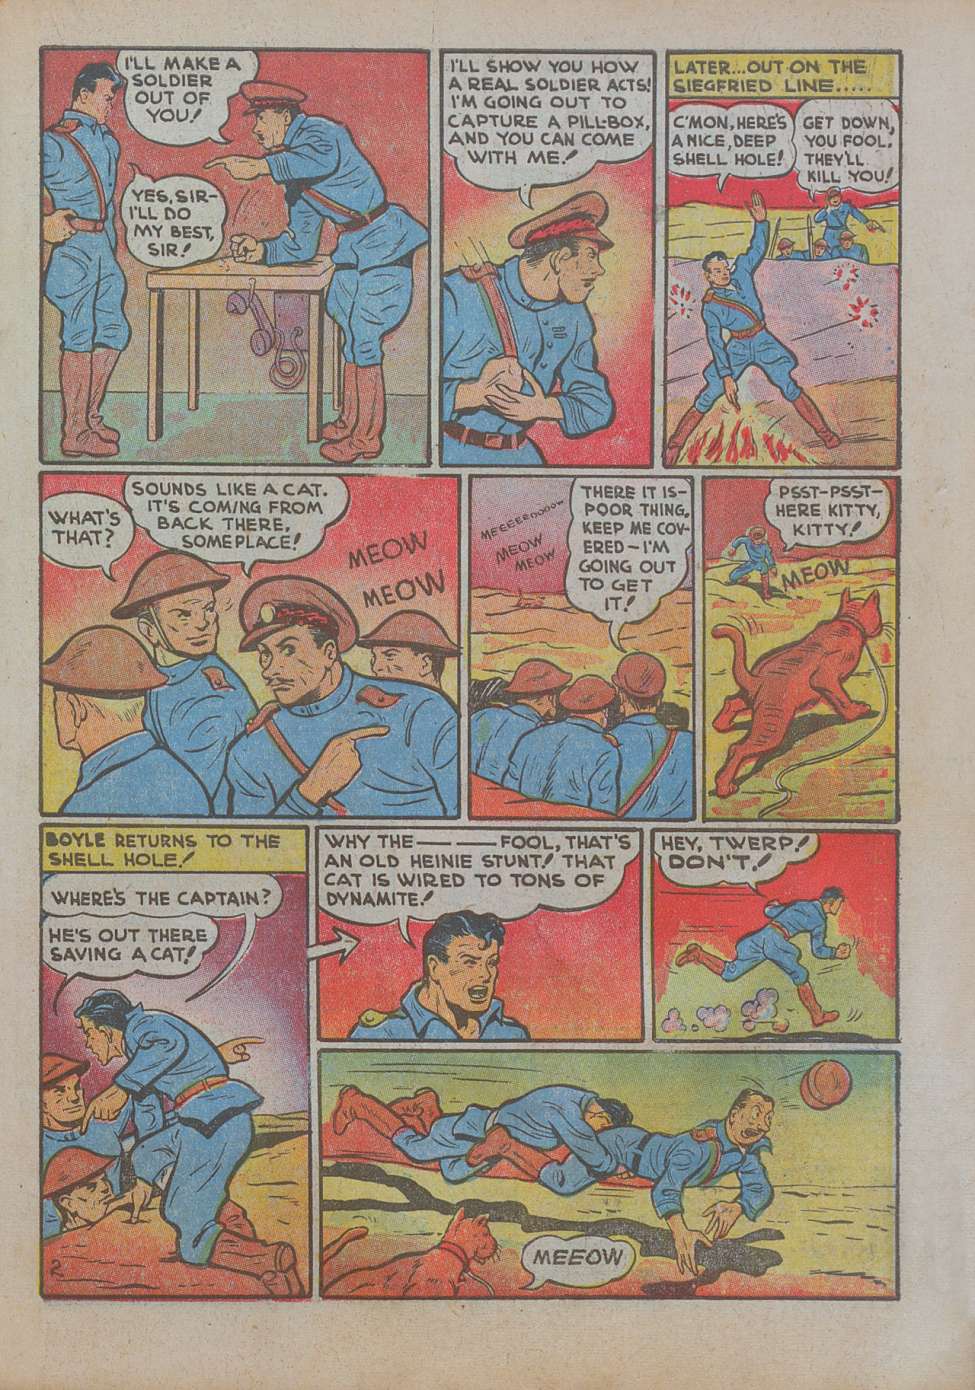 I'LL MAKE A
SOLDIER
OUT OF
YOU!
YES, SIR-
I'LL DO
MY BEST,
SIR!
I'LL SHOW YOU HOW
A REAL SOLDIER ACTS!
I'M GOING OUT TO
CAPTURE A PILL-BOX,
AND YOU CAN COME
WITH ME!
LATER...OUT ON THE
SIEGFRIED LINE.....
C'MON, HERE'S
A NICE, DEEP
SHELL HOLE!
GET DOWN,
YOU FOOL.
THEY'LL
KILL YOU!
WHAT'S
THAT?
SOUNDS LIKE A CAT.
IT'S COMING FROM
BACK THERE,
SOMEPLACE!
MEOW
MEOW
MEEEEROOOOW
MEOW
MEOW
THERE IT IS-
POOR THING,
KEEP ME COV-
ERED - I'M
GOING OUT
TO GET
IT!
PSST-PSST-
HERE KITTY,
KITTY!
MEOW
BOYLE RETURNS TO THE
SHELL HOLE!
WHERE'S THE CAPTAIN?
HE'S OUT THERE
SAVING A CAT!
2
WHY THE — — — FOOL, THAT'S
AN OLD HEINIE STUNT! THAT
CAT IS WIRED TO TONS OF
DYNAMITE!
HEY, TWERP!
DON'T!
MEEOW